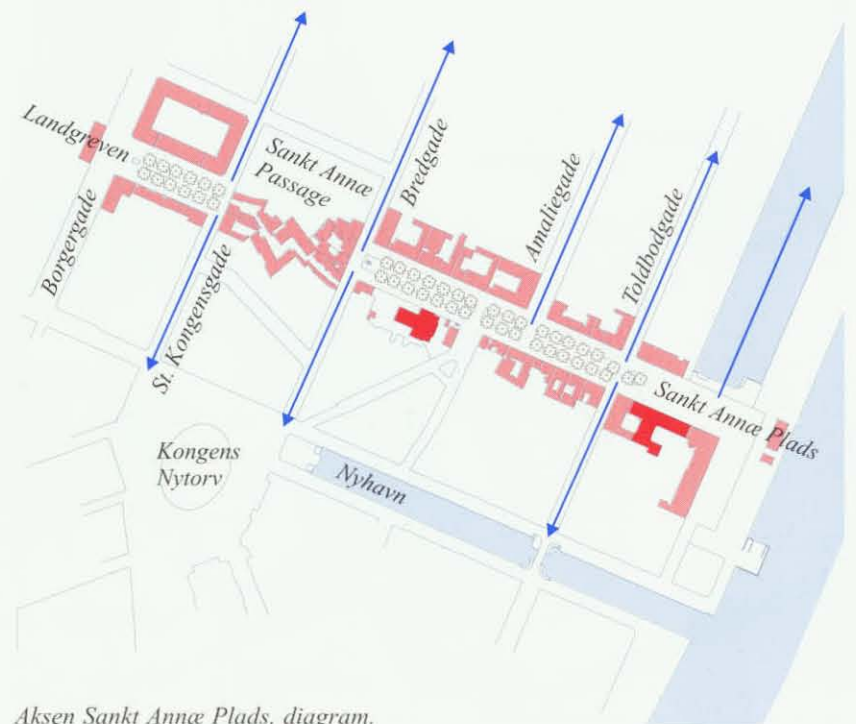 Landgreven
Sankt Annæ
Passage
Bredgade
Amaliegade
Toldbodgade
Borgergade
St. Kongensgade
Sankt Annæ Plads
Kongens
Nytorv
Nyhavn
Aksen Sankt Annæ Plads, diagram.